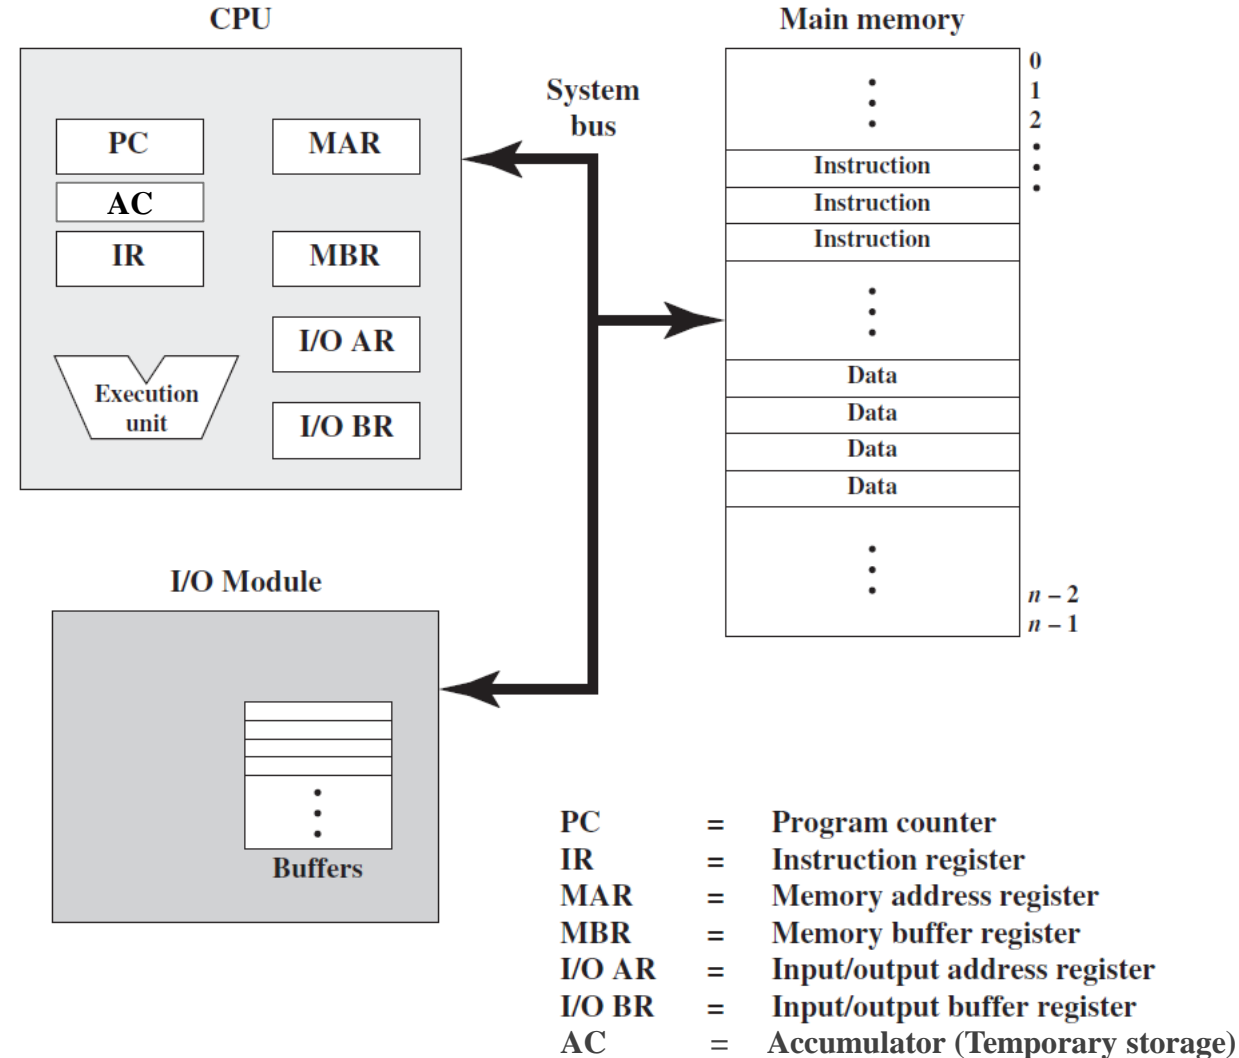 CPU
PC
MAR
AC
IR
MBR
I/O AR
Execution
unit
I/O BR
System
bus
Main memory
0
1
2
Instruction
Instruction
Instruction
Data
Data
Data
Data
n – 2
n – 1
I/O Module
Buffers
PC = Program counter
IR = Instruction register
MAR = Memory address register
MBR = Memory buffer register
I/O AR = Input/output address register
I/O BR = Input/output buffer register
AC = Accumulator (Temporary storage)